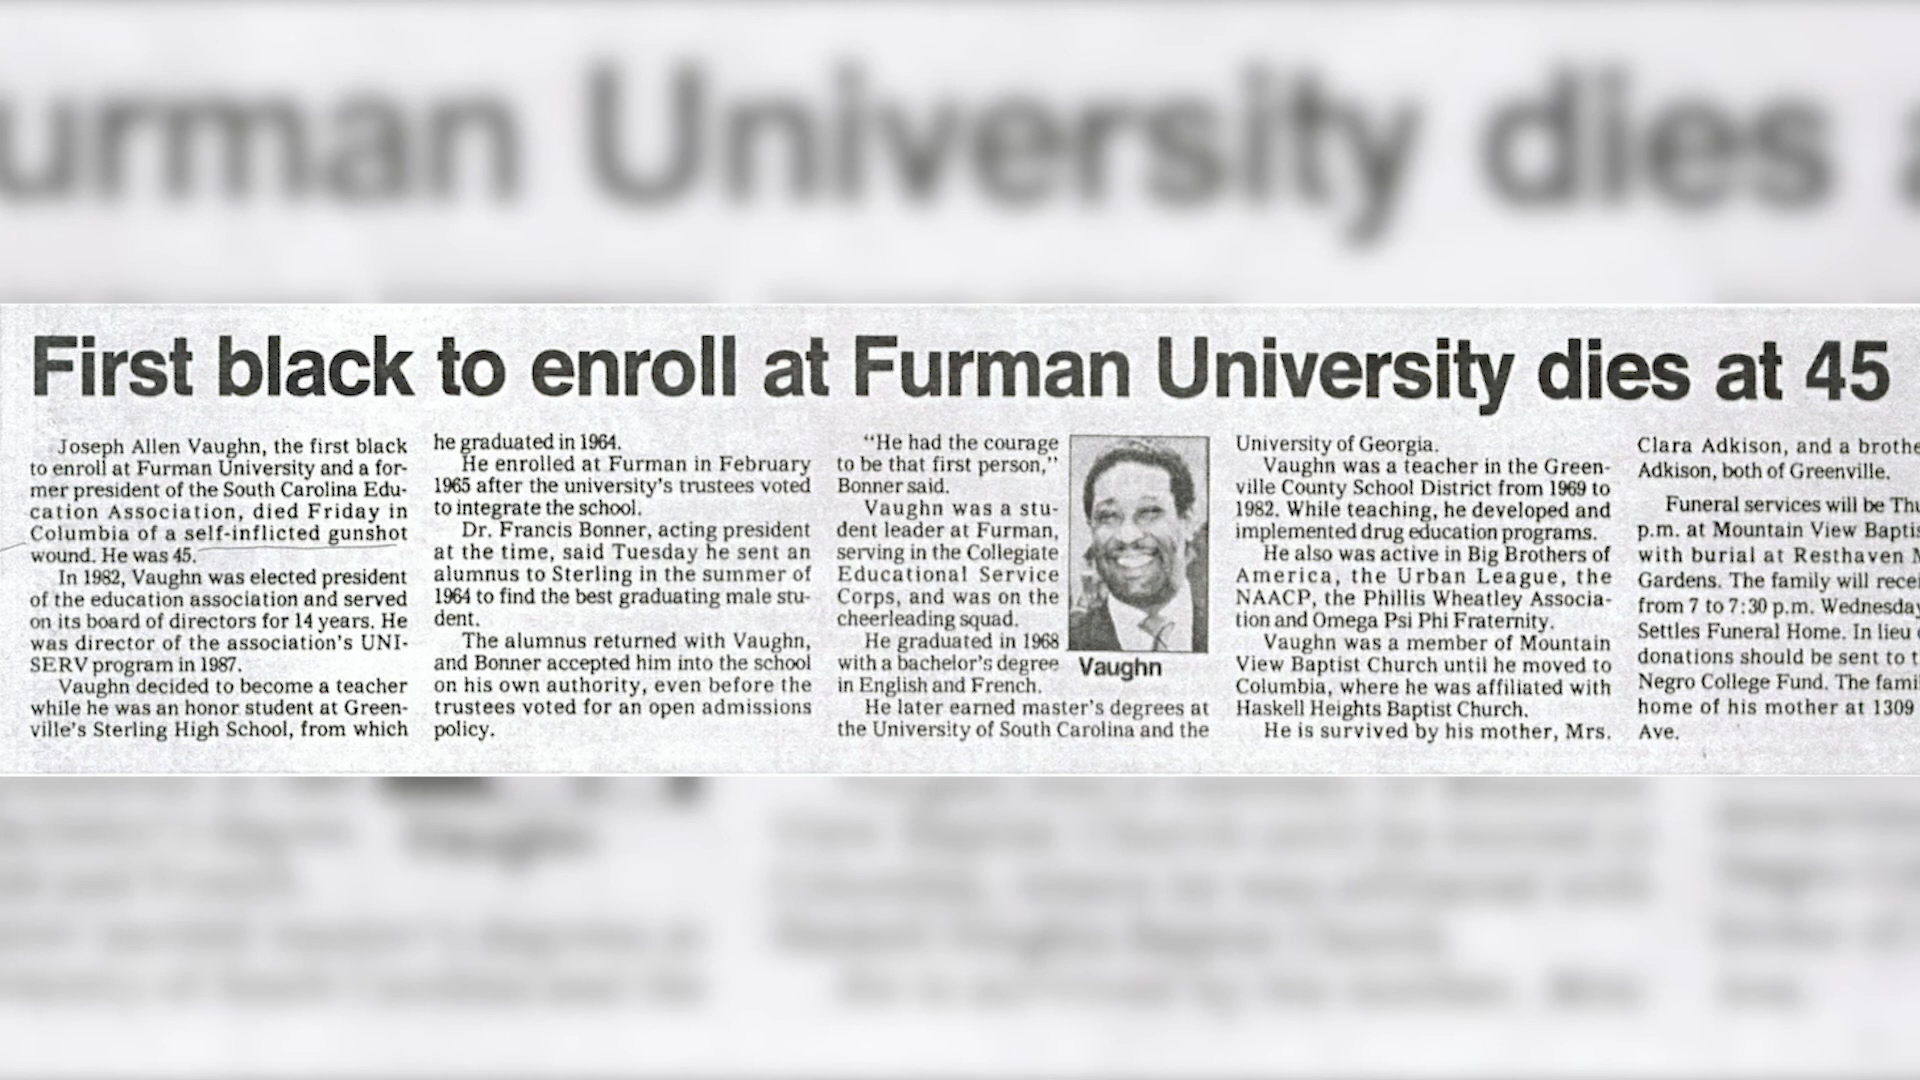 urman University dies
First black to enroll at Furman University dies at 45
Joseph Allen Vaughn, the first black
to enroll at Furman University and a for-
mer president of the South Carolina Edu-
cation Association, died Friday in
Columbia of a self-inflicted gunshot
wound. He was 45.
In 1982, Vaughn was elected president
of the education association and served
on its board of directors for 14 years. He
was director of the association's UNI-
SERV program in 1987.
Vaughn decided to become a teacher
while he was an honor student at Green-
ville's Sterling High School, from which
he graduated in 1964.
He enrolled at Furman in February
1965 after the university's trustees voted
to integrate the school.
Dr. Francis Bonner, acting president
at the time, said Tuesday he sent an
alumnus to Sterling in the summer of
1964 to find the best graduating male stu-
dent.
The alumnus returned with Vaughn,
and Bonner accepted him into the school
on his own authority, even before the
trustees voted for an open admissions
policy.
"He had the courage
to be that first person,"
Bonner said.
Vaughn was a stu-
dent leader at Furman,
serving in the Collegiate
Educational Service
Corps, and was on the
cheerleading squad.
He graduated in 1968
with a bachelor's degree
in English and French.
He later earned master's degrees at
the University of South Carolina and the
Vaughn
University of Georgia.
Vaughn was a teacher in the Green-
ville County School District from 1969 to
1982. While teaching, he developed and
implemented drug education programs.
He also was active in Big Brothers of
America, the Urban League, the
NAACP, the Phillis Wheatley Associa-
tion and Omega Psi Phi Fraternity.
Vaughn was a member of Mountain
View Baptist Church until he moved to
Columbia, where he was affiliated with
Haskell Heights Baptist Church.
He is survived by his mother, Mrs.
Clara Adkison, and a brothe
Adkison, both of Greenville.
Funeral services will be Thu
p.m. at Mountain View Baptis
with burial at Resthaven M
Gardens. The family will recei
from 7 to 7:30 p.m. Wednesday
Settles Funeral Home. In lieu
donations should be sent to t
Negro College Fund. The famil
home of his mother at 1309
Ave.